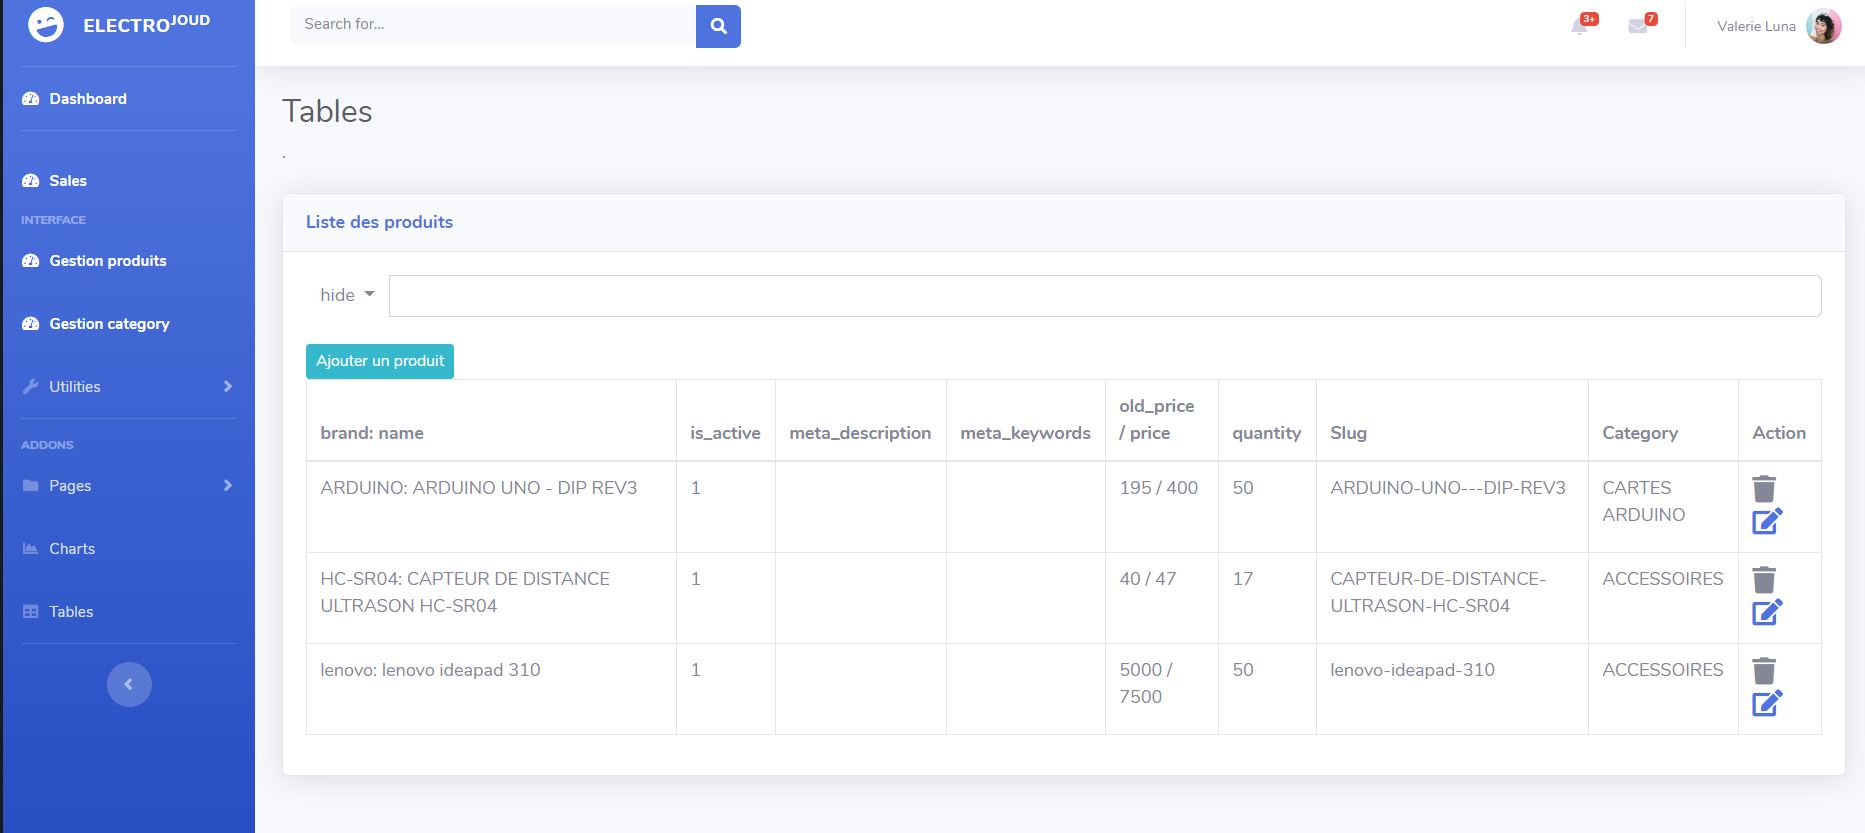 ELECTROJOUD
Search for...
3+
7
Valerie Luna
Dashboard
Sales
INTERFACE
Gestion produits
Gestion category
Utilities
ADDONS
Pages
Charts
Tables
Tables
.
Liste des produits
hide
Ajouter un produit
brand: name
is_active
meta_description
meta_keywords
old_price
/ price
quantity
Slug
Category
Action
ARDUINO: ARDUINO UNO - DIP REV3
1
195 / 400
50
ARDUINO-UNO---DIP-REV3
CARTES
ARDUINO
HC-SR04: CAPTEUR DE DISTANCE
ULTRASON HC-SR04
1
40 / 47
17
CAPTEUR-DE-DISTANCE-
ULTRASON-HC-SR04
ACCESSOIRES
lenovo: lenovo ideapad 310
1
5000 /
7500
50
lenovo-ideapad-310
ACCESSOIRES